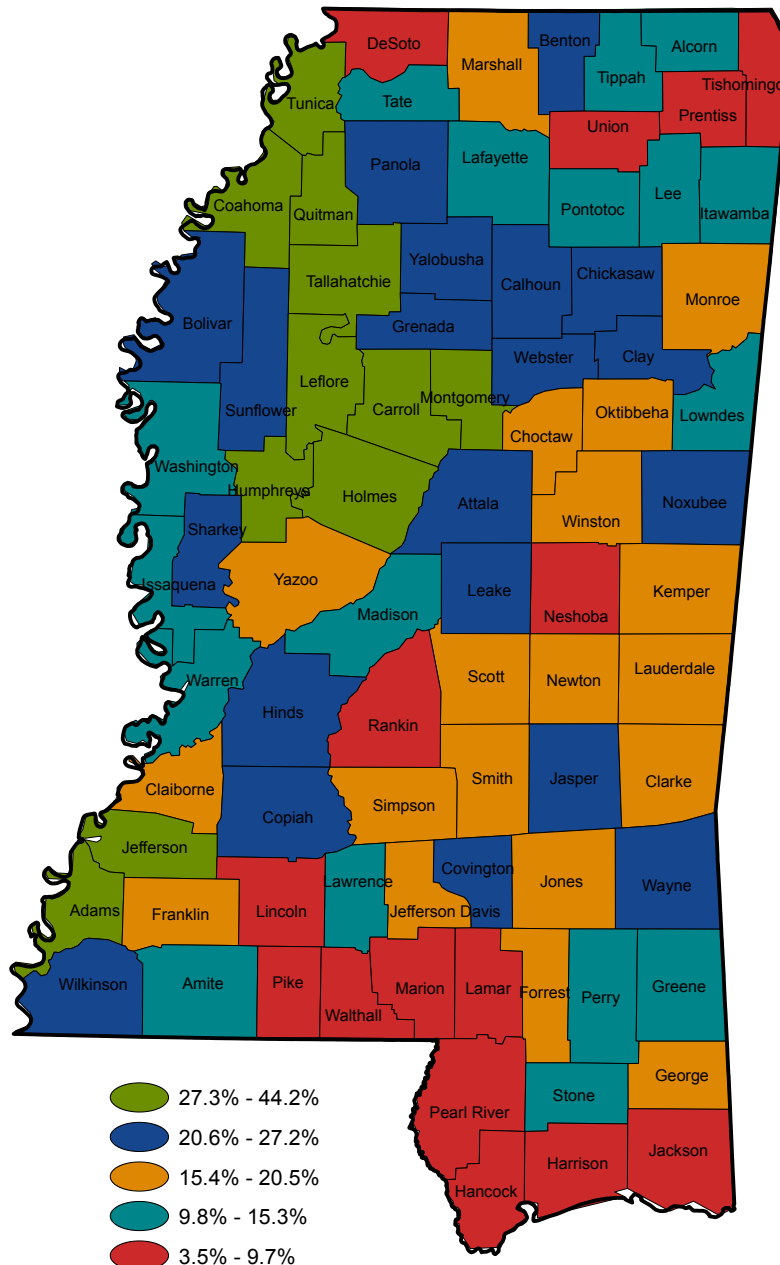 DeSoto
Marshall
Benton
Tippah
Alcorn
Tishomingo
Prentiss
Tunica
Tate
Union
Panola
Lafayette
Pontotoc
Lee
Itawamba
Coahoma
Quitman
Tallahatchie
Yalobusha
Calhoun
Chickasaw
Monroe
Bolivar
Grenada
Webster
Clay
Sunflower
Leflore
Carroll
Montgomery
Choctaw
Oktibbeha
Lowndes
Washington
Humphreys
Holmes
Attala
Winston
Noxubee
Sharkey
Issaquena
Yazoo
Madison
Leake
Neshoba
Kemper
Warren
Hinds
Rankin
Scott
Newton
Lauderdale
Claiborne
Copiah
Simpson
Smith
Jasper
Clarke
Jefferson
Adams
Franklin
Lincoln
Lawrence
Jefferson Davis
Covington
Jones
Wayne
Wilkinson
Amite
Pike
Walthall
Marion
Lamar
Forrest
Perry
Greene
Pearl River
Stone
George
Hancock
Harrison
Jackson
27.3% - 44.2%
20.6% - 27.2%
15.4% - 20.5%
9.8% - 15.3%
3.5% - 9.7%